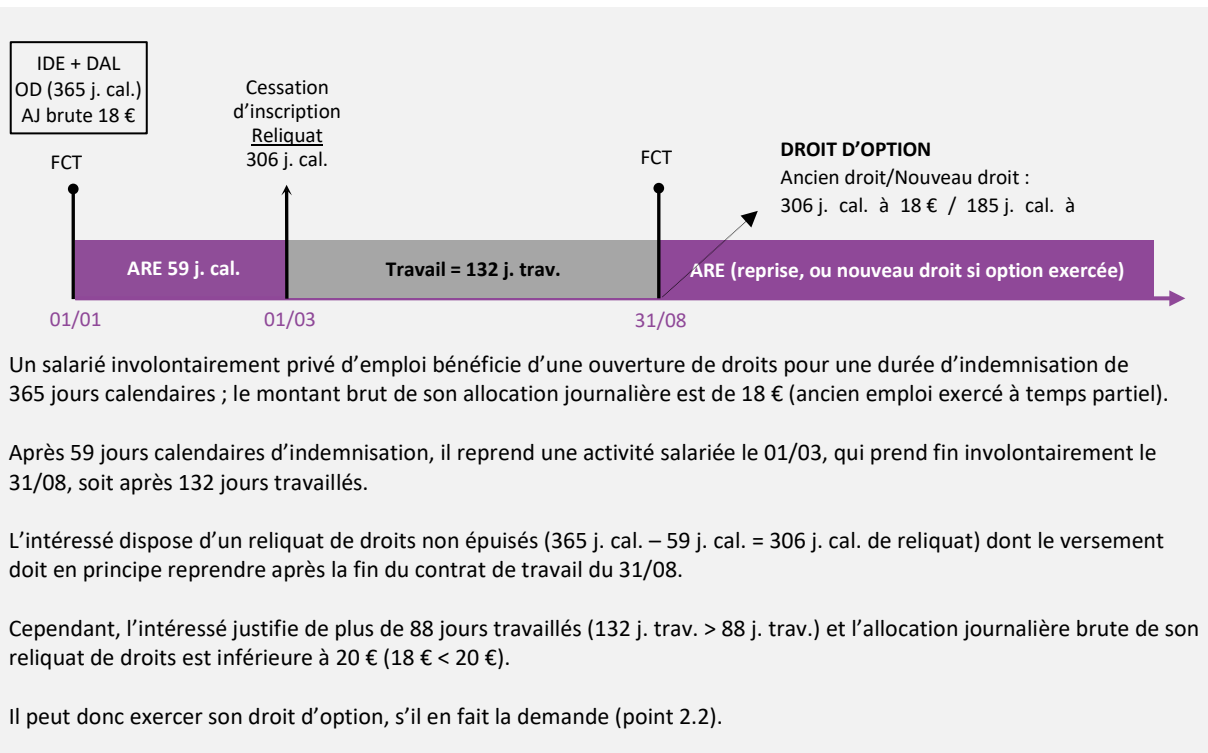 IDE + DAL
OD (365 j. cal.)
AJ brute 18 €
FCT
Cessation
d’inscription
Reliquat
306 j. cal.
FCT
DROIT D’OPTION
Ancien droit/Nouveau droit :
306 j. cal. à 18 € / 185 j. cal. à
ARE 59 j. cal.
Travail = 132 j. trav.
ARE (reprise, ou nouveau droit si option exercée)
01/01
01/03
31/08
Un salarié involontairement privé d’emploi bénéficie d’une ouverture de droits pour une durée d’indemnisation de
365 jours calendaires ; le montant brut de son allocation journalière est de 18 € (ancien emploi exercé à temps partiel).
Après 59 jours calendaires d’indemnisation, il reprend une activité salariée le 01/03, qui prend fin involontairement le
31/08, soit après 132 jours travaillés.
L’intéressé dispose d’un reliquat de droits non épuisés (365 j. cal. – 59 j. cal. = 306 j. cal. de reliquat) dont le versement
doit en principe reprendre après la fin du contrat de travail du 31/08.
Cependant, l’intéressé justifie de plus de 88 jours travaillés (132 j. trav. > 88 j. trav.) et l’allocation journalière brute de son
reliquat de droits est inférieure à 20 € (18 € < 20 €).
Il peut donc exercer son droit d’option, s’il en fait la demande (point 2.2).